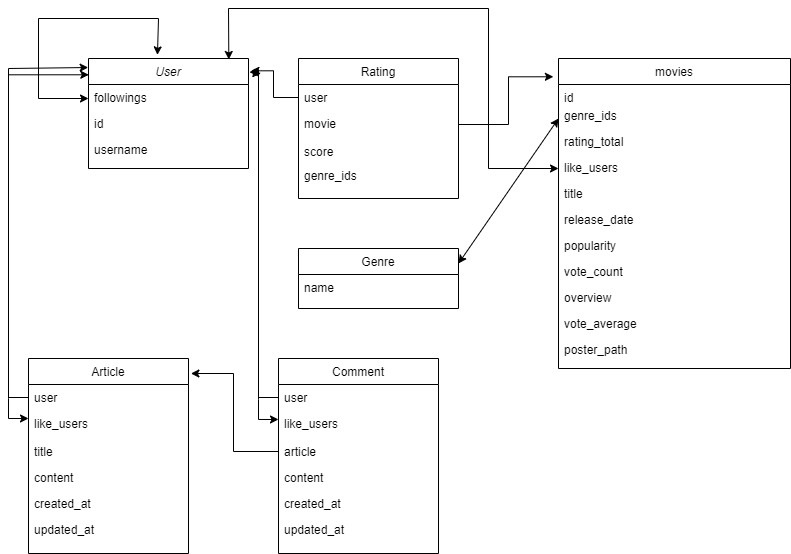 User
followings
id
username
Rating
user
movie
score
genre_ids
movies
id
genre_ids
rating_total
like_users
title
release_date
popularity
vote_count
overview
vote_average
poster_path
Genre
name
Article
user
like_users
title
content
created_at
updated_at
Comment
user
like_users
article
content
created_at
updated_at